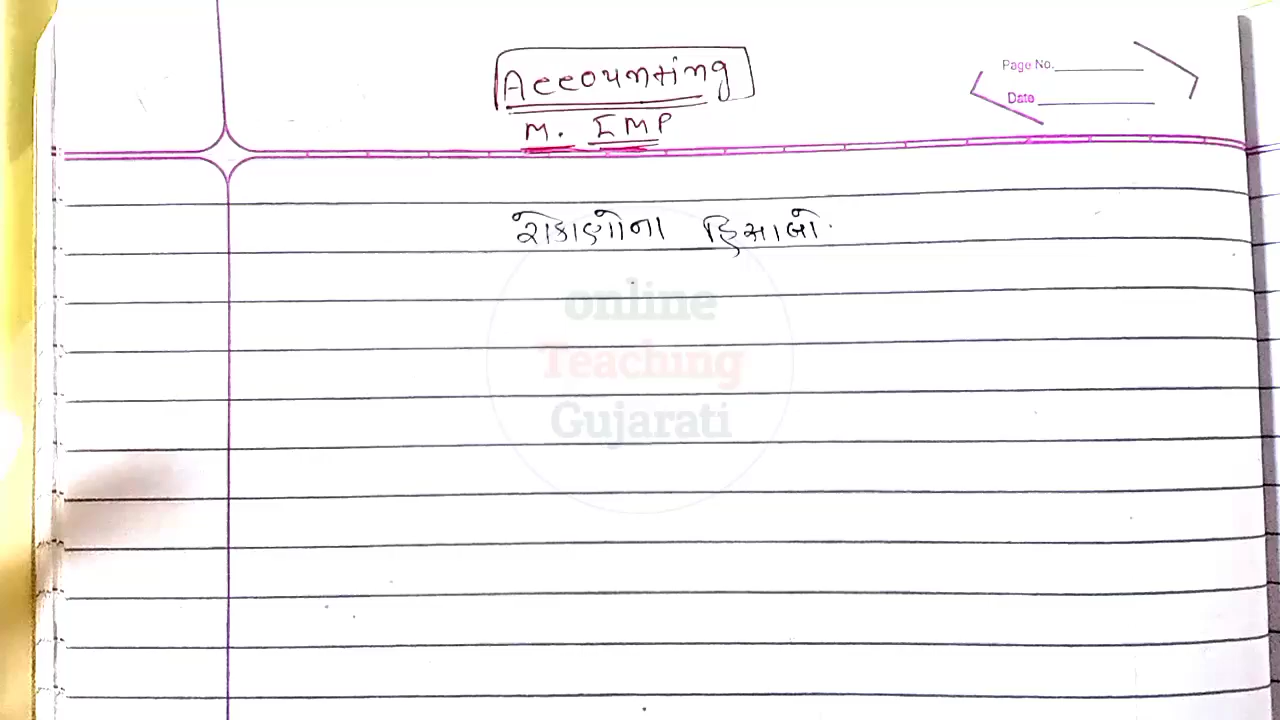 Accounting
M. IMP
Page No.
Date
રોકાણોના હિસાબો.
online
Teaching
Gujarati